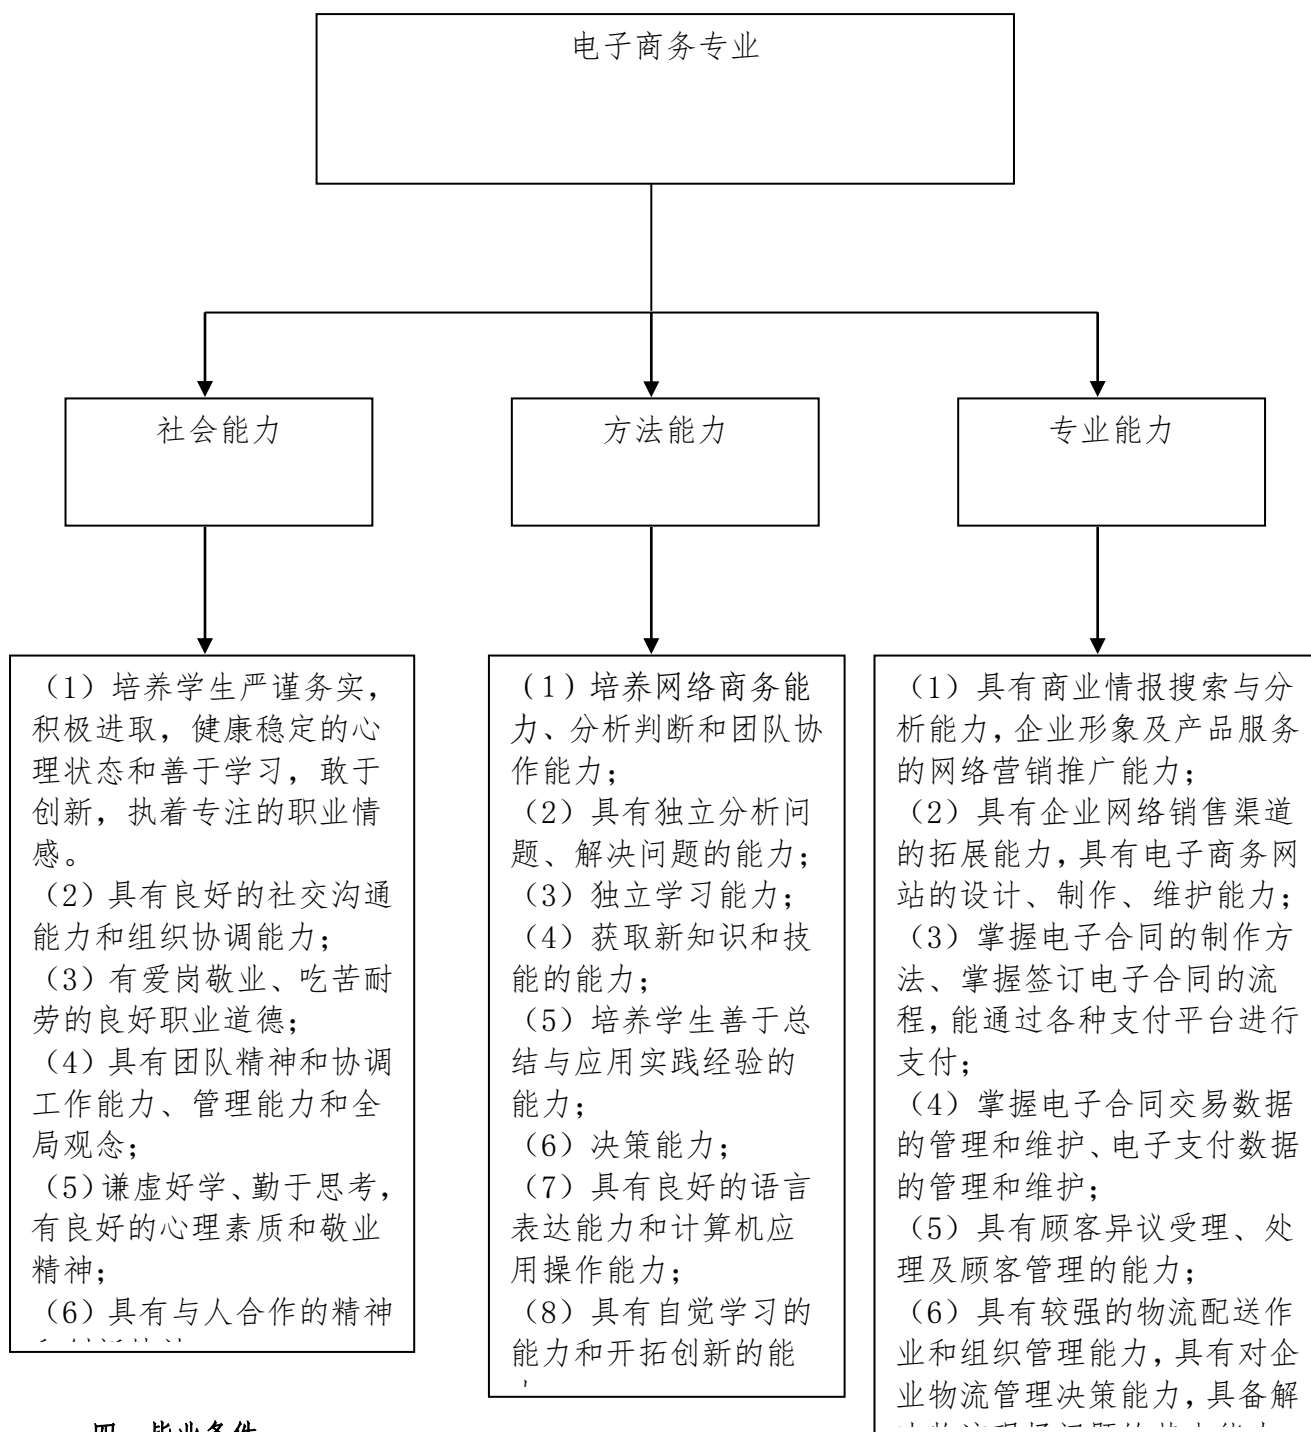 电子商务专业
社会能力
方法能力
专业能力
（1）培养学生严谨务实，
积极进取，健康稳定的心
理状态和善于学习，敢于
创新，执着专注的职业情
感。
（2）具有良好的社交沟通
能力和组织协调能力；
（3）有爱岗敬业、吃苦耐
劳的良好职业道德；
（4）具有团队精神和协调
工作能力、管理能力和全
局观念；
（5）谦虚好学、勤于思考，
有良好的心理素质和敬业
精神；
（6）具有与人合作的精神
（1）培养网络商务能
力、分析判断和团队协
作能力；
（2）具有独立分析问
题、解决问题的能力；
（3）独立学习能力；
（4）获取新知识和技
能的能力；
（5）培养学生善于总
结与应用实践经验的
能力；
（6）决策能力；
（7）具有良好的语言
表达能力和计算机应
用操作能力；
（8）具有自觉学习的
能力和开拓创新的能
（1）具有商业情报搜索与分
析能力，企业形象及产品服务
的网络营销推广能力；
（2）具有企业网络销售渠道
的拓展能力，具有电子商务网
站的设计、制作、维护能力；
（3）掌握电子合同的制作方
法、掌握签订电子合同的流
程，能通过各种支付平台进行
支付；
（4）掌握电子合同交易数据
的管理和维护、电子支付数据
的管理和维护；
（5）具有顾客异议受理、处
理及顾客管理的能力；
（6）具有较强的物流配送作
业和组织管理能力，具有对企
业物流管理决策能力，具备解